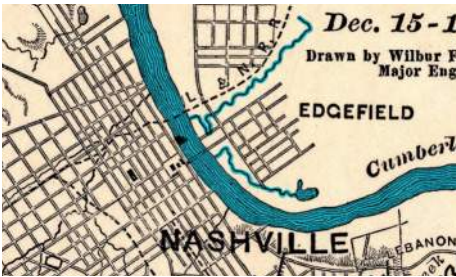 Dec. 15-1
Drawn by Wilbur F
Major Eng
L. & N. R. R.
EDGEFIELD
Cumberl
NASHVILLE
LEBANON